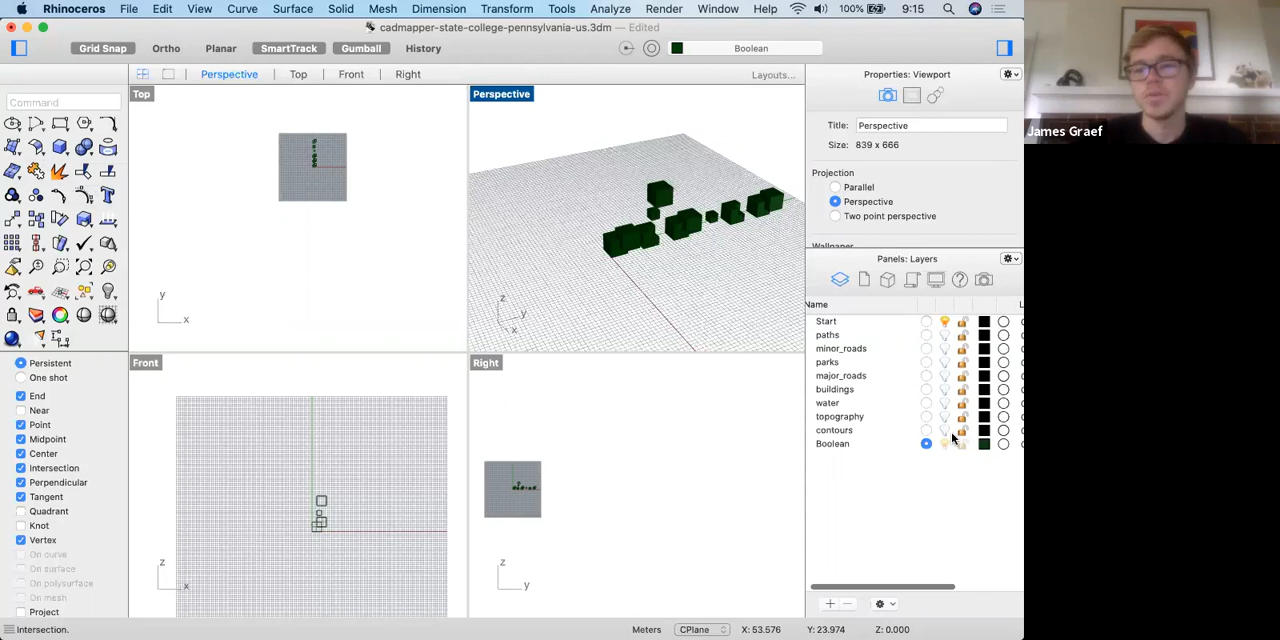 Rhinoceros File Edit View Curve Surface Solid Mesh Dimension Transform Tools Analyze Render Window Help 100% 9:15
cadmapper-state-college-pennsylvania-us.3dm — Edited
Grid Snap Ortho Planar SmartTrack Gumball History Boolean
Perspective Top Front Right Layouts...
Command
Top
y
x
Perspective
z
y
x
Front
z
x
Right
z
y
Persistent
One shot
End
Near
Point
Midpoint
Center
Intersection
Perpendicular
Tangent
Quadrant
Knot
Vertex
On curve
On surface
On polysurface
On mesh
Project
Properties: Viewport
Title: Perspective
Size: 839 x 666
Projection
Parallel
Perspective
Two point perspective
Wallpaper
Panels: Layers
Name L
Start
paths
minor_roads
parks
major_roads
buildings
water
topography
contours
Boolean
Intersection. Meters CPlane X: 53.576 Y: 23.974 Z: 0.000
James Graef